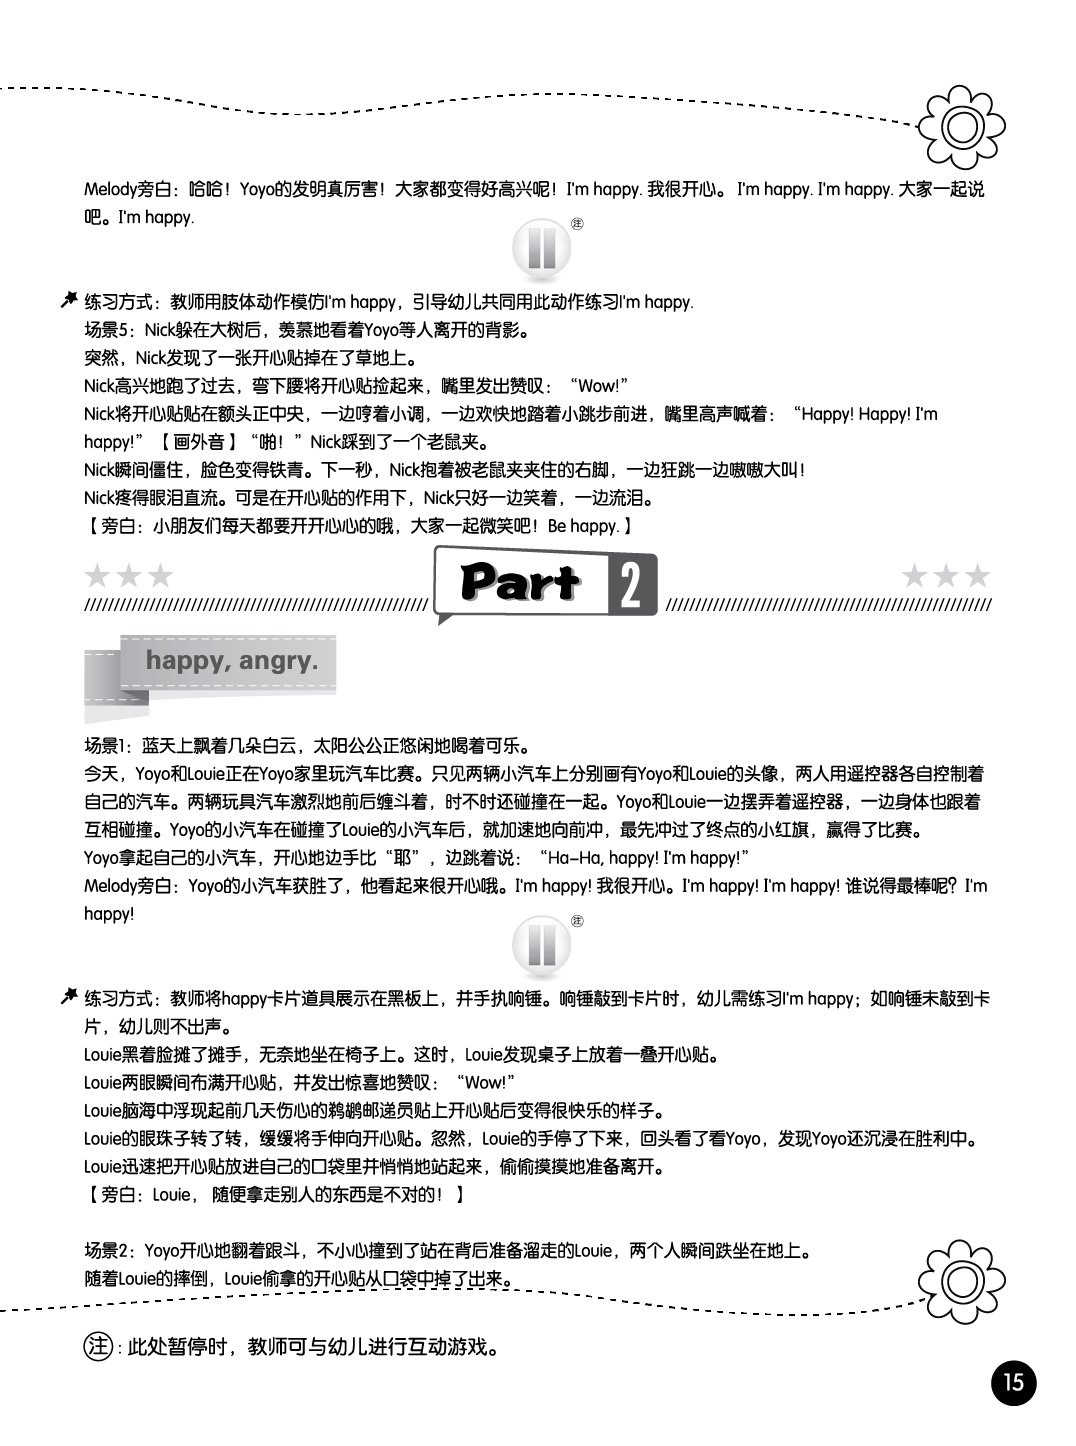 Melody旁白：哈哈！Yoyo的发明真厉害！大家都变得好高兴呢！I'm happy. 我很开心。 I'm happy. I'm happy. 大家一起说
吧。I'm happy.
注
练习方式：教师用肢体动作模仿I'm happy，引导幼儿共同用此动作练习I'm happy.
场景5：Nick躲在大树后，羡慕地看着Yoyo等人离开的背影。
突然，Nick发现了一张开心贴掉在了草地上。
Nick高兴地跑了过去，弯下腰将开心贴捡起来，嘴里发出赞叹：“Wow!”
Nick将开心贴贴在额头正中央，一边哼着小调，一边欢快地踏着小跳步前进，嘴里高声喊着：“Happy! Happy! I'm
happy!”【画外音】“啪！”Nick踩到了一个老鼠夹。
Nick瞬间僵住，脸色变得铁青。下一秒，Nick抱着被老鼠夹夹住的右脚，一边狂跳一边嗷嗷大叫！
Nick疼得眼泪直流。可是在开心贴的作用下，Nick只好一边笑着，一边流泪。
【旁白：小朋友们每天都要开开心心的哦，大家一起微笑吧！Be happy.】
Part 2
happy, angry.
场景1：蓝天上飘着几朵白云，太阳公公正悠闲地喝着可乐。
今天，Yoyo和Louie正在Yoyo家里玩汽车比赛。只见两辆小汽车上分别画有Yoyo和Louie的头像，两人用遥控器各自控制着
自己的汽车。两辆玩具汽车激烈地前后缠斗着，时不时还碰撞在一起。Yoyo和Louie一边摆弄着遥控器，一边身体也跟着
互相碰撞。Yoyo的小汽车在碰撞了Louie的小汽车后，就加速地向前冲，最先冲过了终点的小红旗，赢得了比赛。
Yoyo拿起自己的小汽车，开心地边手比“耶”，边跳着说：“Ha-Ha, happy! I'm happy!”
Melody旁白：Yoyo的小汽车获胜了，他看起来很开心哦。I'm happy! 我很开心。I'm happy! I'm happy! 谁说得最棒呢？I'm
happy!
注
练习方式：教师将happy卡片道具展示在黑板上，并手执响锤。响锤敲到卡片时，幼儿需练习I'm happy；如响锤未敲到卡
片，幼儿则不出声。
Louie黑着脸摊了摊手，无奈地坐在椅子上。这时，Louie发现桌子上放着一叠开心贴。
Louie两眼瞬间布满开心贴，并发出惊喜地赞叹：“Wow!”
Louie脑海中浮现起前几天伤心的鹈鹕邮递员贴上开心贴后变得很快乐的样子。
Louie的眼珠子转了转，缓缓将手伸向开心贴。忽然，Louie的手停了下来，回头看了看Yoyo，发现Yoyo还沉浸在胜利中。
Louie迅速把开心贴放进自己的口袋里并悄悄地站起来，偷偷摸摸地准备离开。
【旁白：Louie， 随便拿走别人的东西是不对的！】
场景2：Yoyo开心地翻着跟斗，不小心撞到了站在背后准备溜走的Louie，两个人瞬间跌坐在地上。
随着Louie的摔倒，Louie偷拿的开心贴从口袋中掉了出来。
注：此处暂停时，教师可与幼儿进行互动游戏。
15